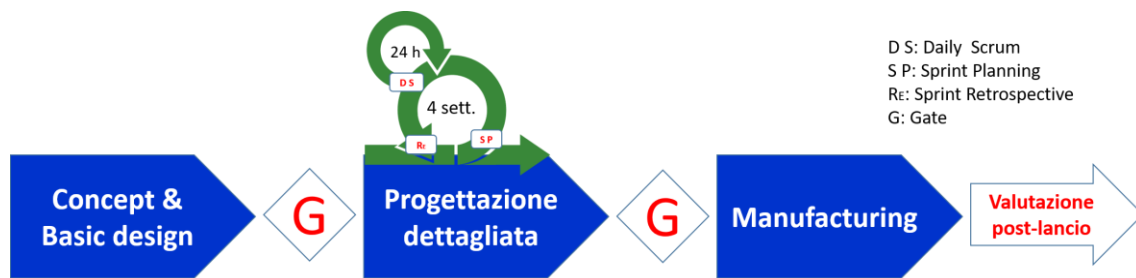 24 h
D S
4 sett.
RE
S P
D S: Daily Scrum
S P: Sprint Planning
RE: Sprint Retrospective
G: Gate
Concept &
Basic design
G
Progettazione
dettagliata
G
Manufacturing
Valutazione
post-lancio